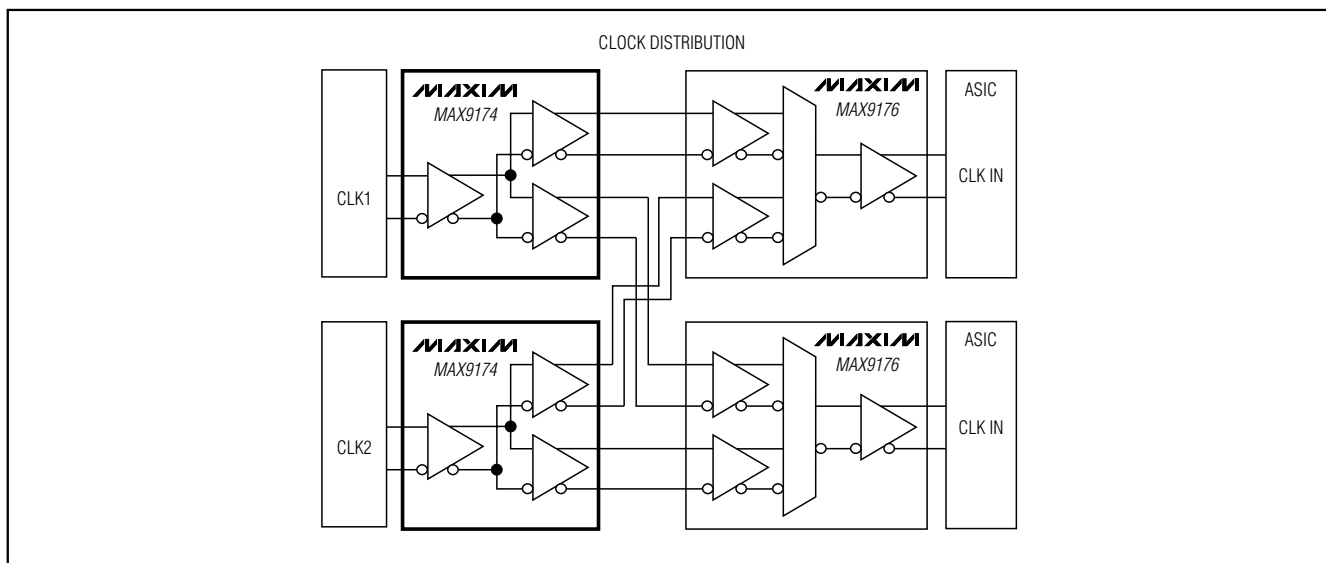 CLOCK DISTRIBUTION
CLK1
MAXIM
MAX9174
MAXIM
MAX9176
ASIC
CLK IN
CLK2
MAXIM
MAX9174
MAXIM
MAX9176
ASIC
CLK IN